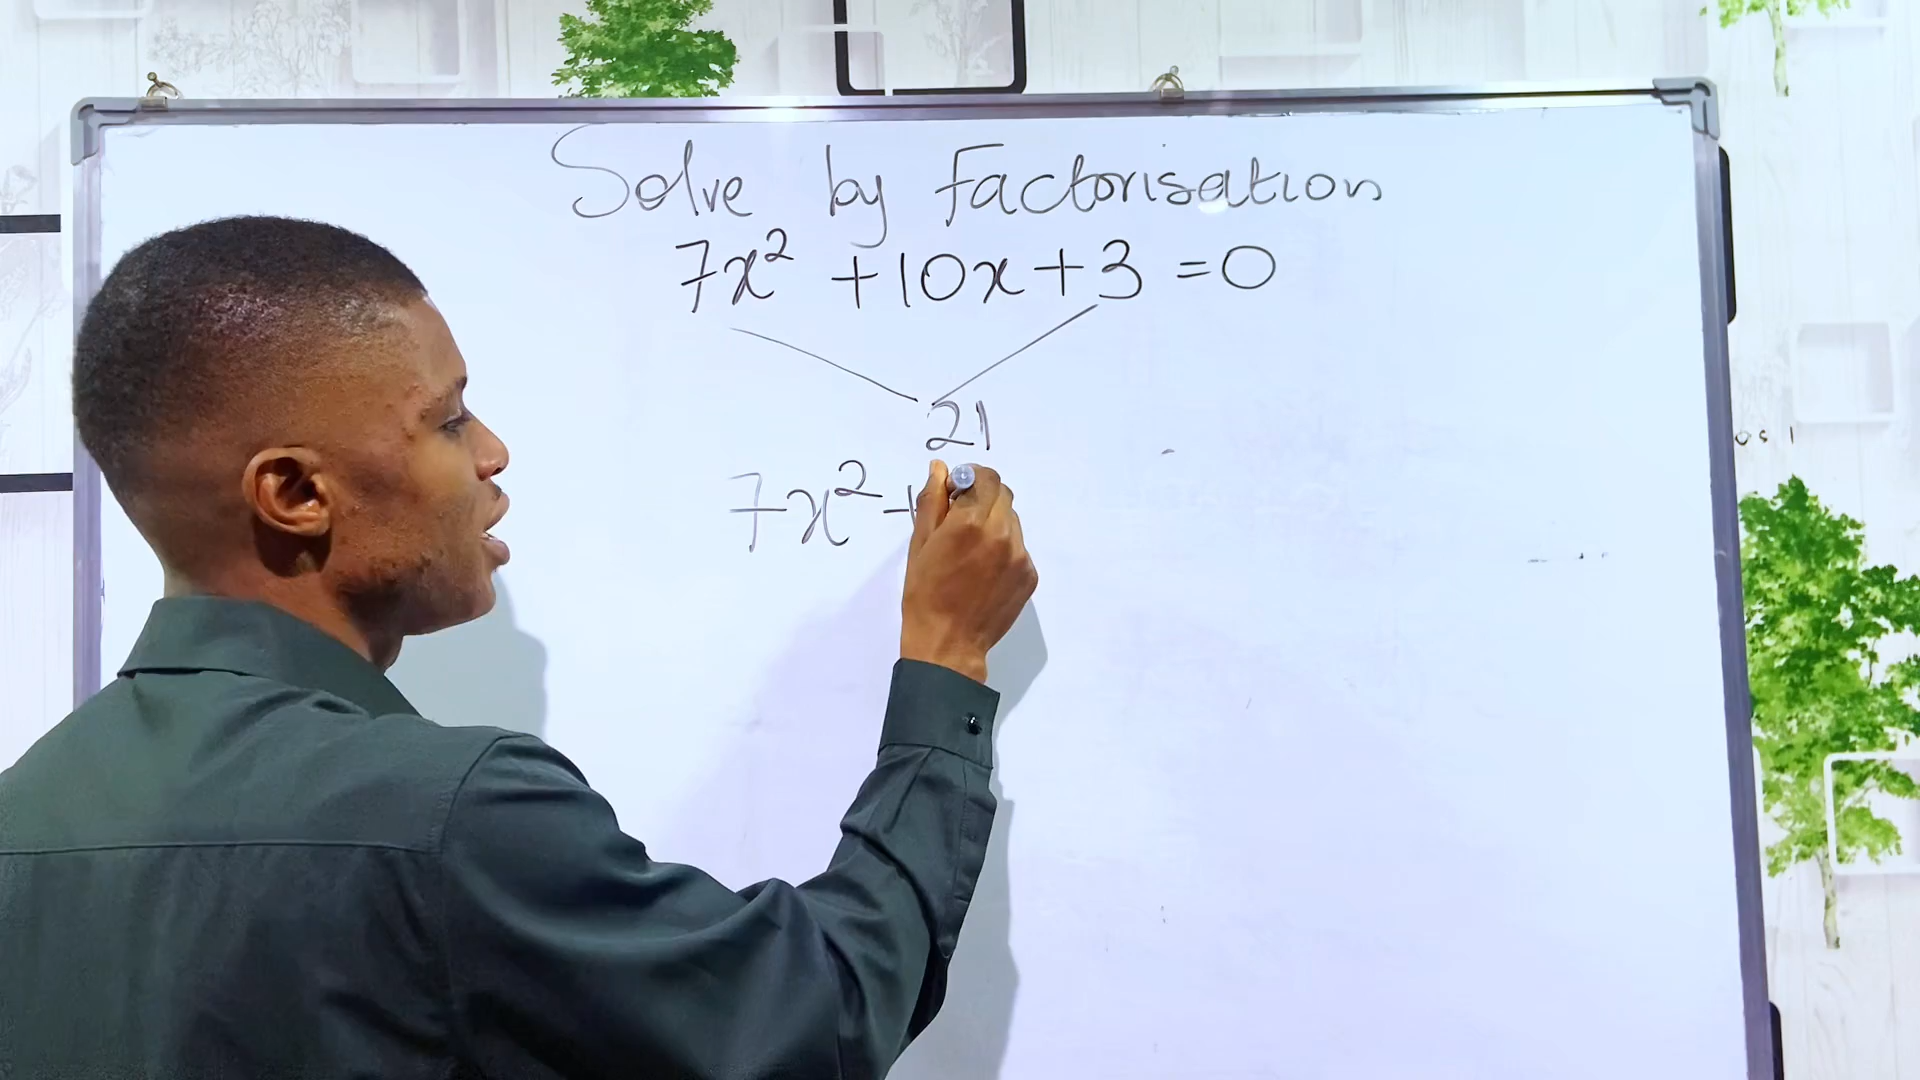 Solve by factorisation
7x² +10x+3 =0
21
7x² +